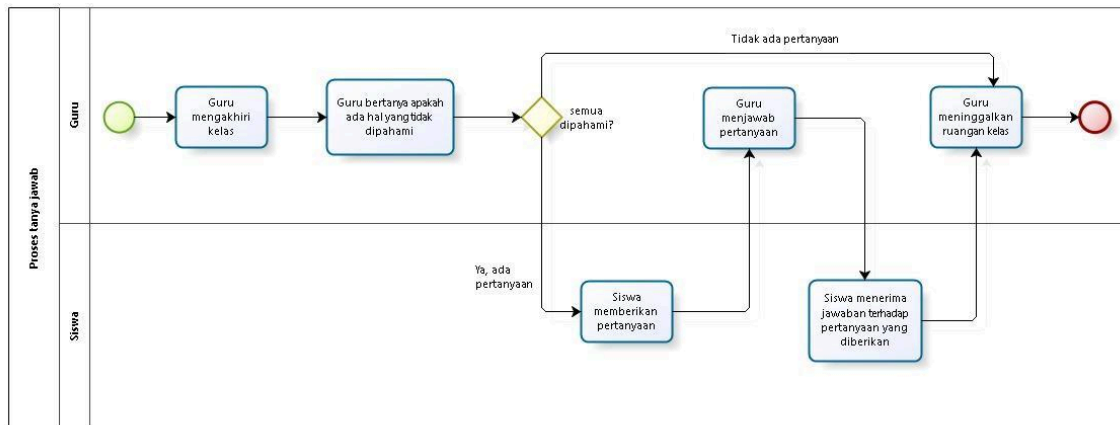 Proses tanya jawab
Guru
Guru
mengakhiri
kelas
Guru bertanya apakah
ada hal yang tidak
dipahami
semua
dipahami?
Tidak ada pertanyaan
Guru
menjawab
pertanyaan
Guru
meninggalkan
ruangan kelas
Siswa
Ya, ada
pertanyaan
Siswa
memberikan
pertanyaan
Siswa menerima
jawaban terhadap
pertanyaan yang
diberikan